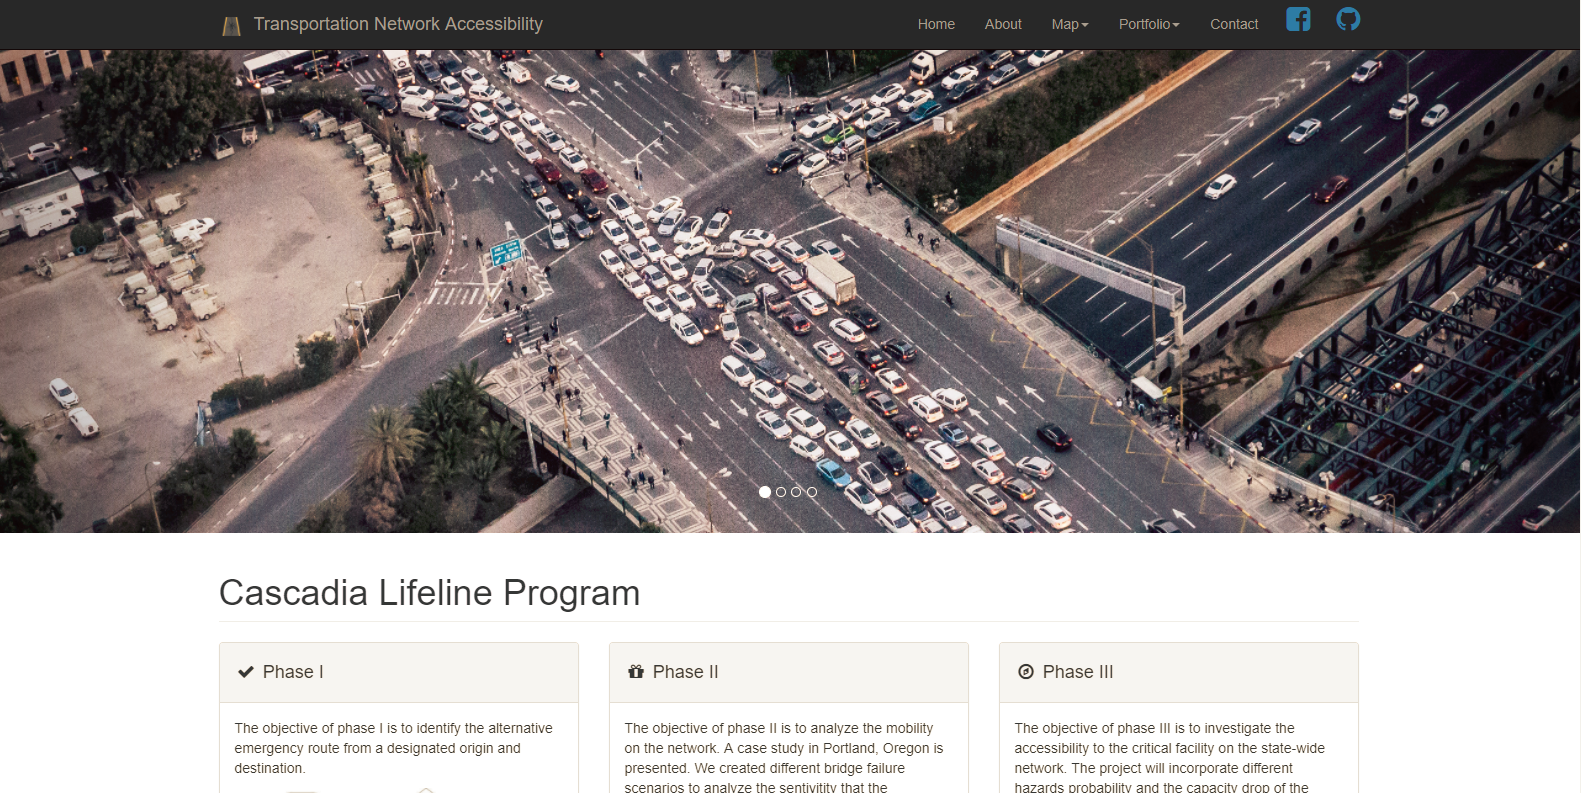 Transportation Network Accessibility
Home About Map Portfolio Contact
Cascadia Lifeline Program
Phase I
The objective of phase I is to identify the alternative
emergency route from a designated origin and
destination.
Phase II
The objective of phase II is to analyze the mobility
on the network. A case study in Portland, Oregon is
presented. We created different bridge failure
scenarios to analyze the sentivitity that the
Phase III
The objective of phase III is to investigate the
accessibility to the critical facility on the state-wide
network. The project will incorporate different
hazards probability and the capacity drop of the